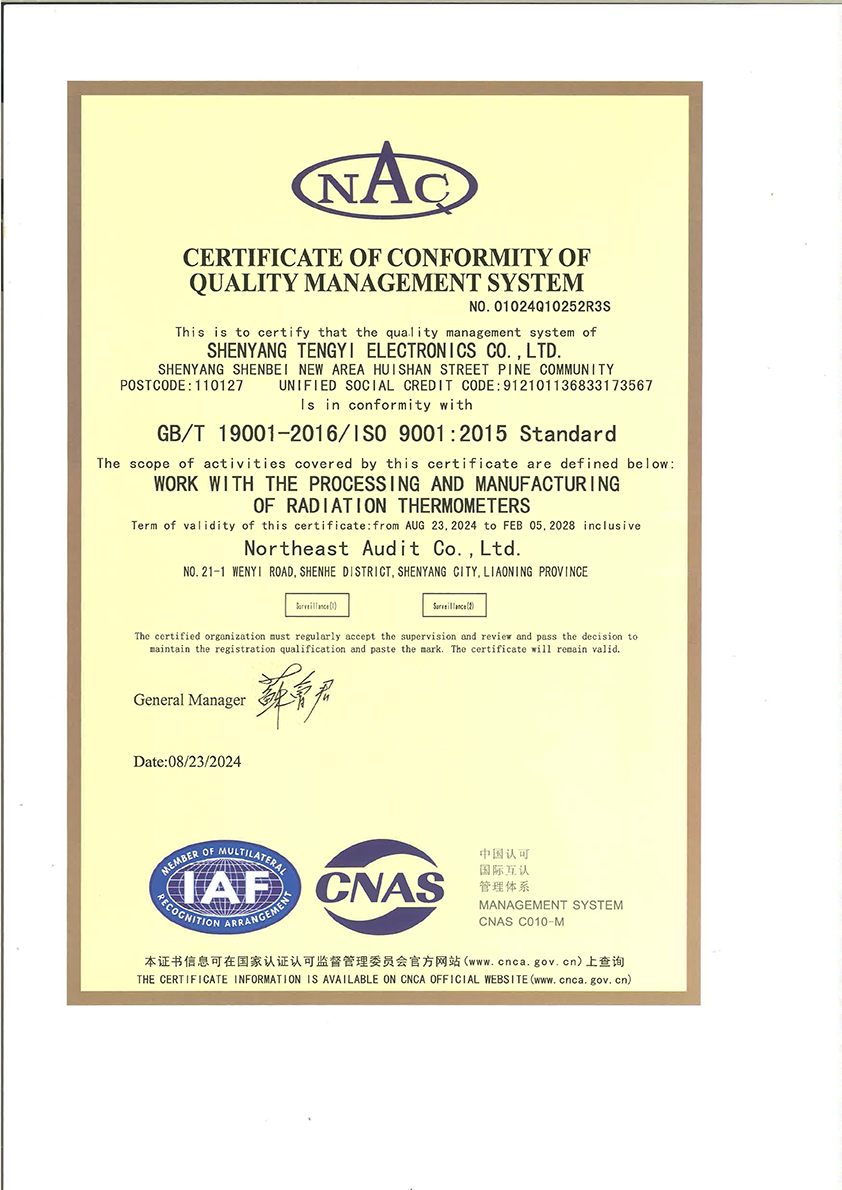 NAC
CERTIFICATE OF CONFORMITY OF
QUALITY MANAGEMENT SYSTEM
NO. 01024Q10252R3S
This is to certify that the quality management system of
SHENYANG TENGYI ELECTRONICS CO.,LTD.
SHENYANG SHENBEI NEW AREA HUISHAN STREET PINE COMMUNITY
POSTCODE:110127 UNIFIED SOCIAL CREDIT CODE:912101136833173567
Is in conformity with
GB/T 19001-2016/ISO 9001:2015 Standard
The scope of activities covered by this certificate are defined below:
WORK WITH THE PROCESSING AND MANUFACTURING
OF RADIATION THERMOMETERS
Term of validity of this certificate:from AUG 23,2024 to FEB 05,2028 inclusive
Northeast Audit Co.,Ltd.
NO.21-1 WENYI ROAD,SHENHE DISTRICT,SHENYANG CITY,LIAONING PROVINCE
Surveillance(1) Surveillance(2)
The certified organization must regularly accept the supervision and review and pass the decision to
maintain the registration qualification and paste the mark. The certificate will remain valid.
General Manager
Date:08/23/2024
MEMBER OF MULTILATERAL
IAF
RECOGNITION ARRANGEMENT
CNAS
中国认可
国际互认
管理体系
MANAGEMENT SYSTEM
CNAS C010-M
本证书信息可在国家认证认可监督管理委员会官方网站(www.cnca.gov.cn)上查询
THE CERTIFICATE INFORMATION IS AVAILABLE ON CNCA OFFICIAL WEBSITE(www.cnca.gov.cn)